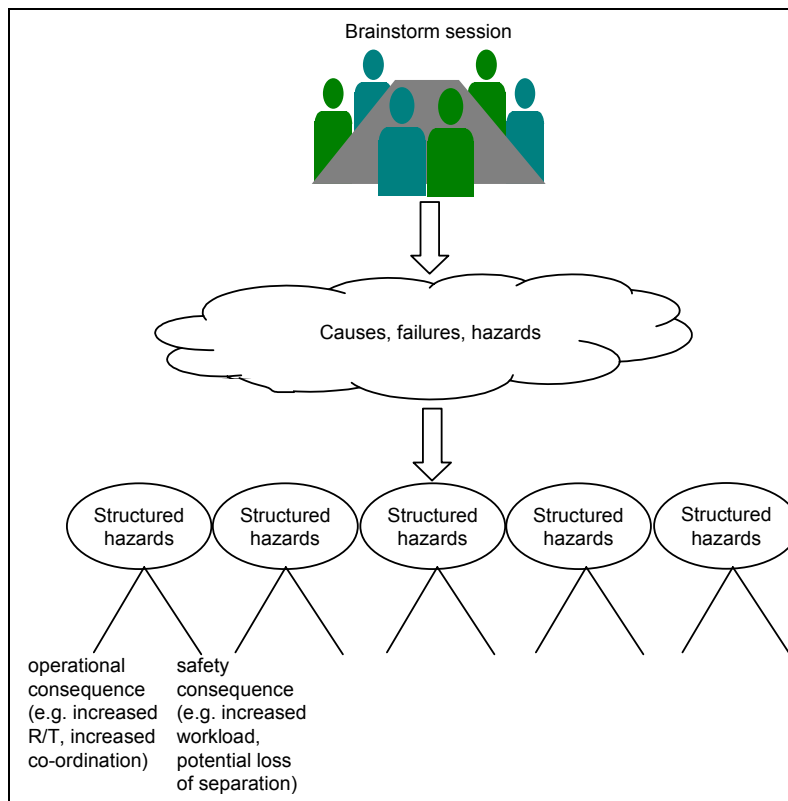 Brainstorm session
Causes, failures, hazards
Structured
hazards
Structured
hazards
Structured
hazards
Structured
hazards
Structured
hazards
operational
consequence
(e.g. increased
R/T, increased
co-ordination)
safety
consequence
(e.g. increased
workload,
potential loss
of separation)